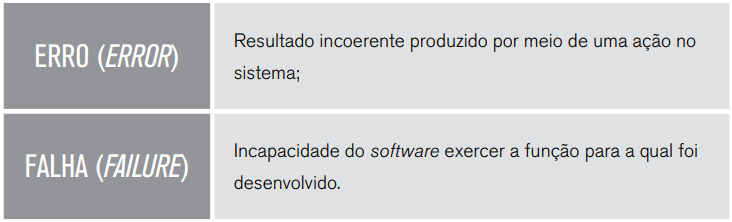 ERRO (ERROR)
Resultado incoerente produzido por meio de uma ação no
sistema;
FALHA (FAILURE)
Incapacidade do software exercer a função para a qual foi
desenvolvido.